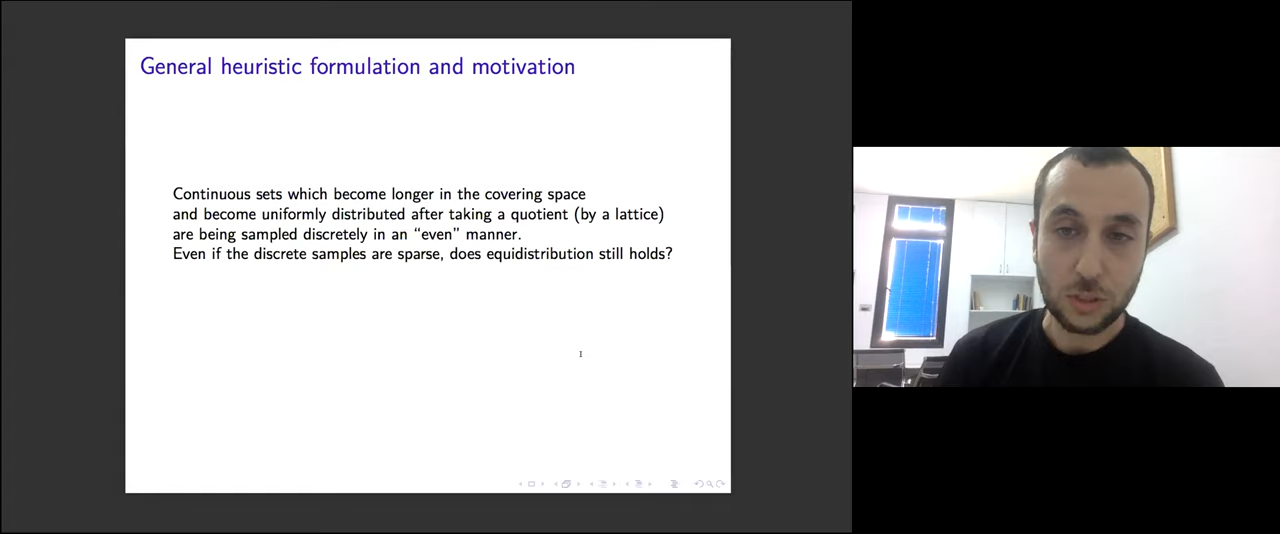 General heuristic formulation and motivation
Continuous sets which become longer in the covering space
and become uniformly distributed after taking a quotient (by a lattice)
are being sampled discretely in an “even” manner.
Even if the discrete samples are sparse, does equidistribution still holds?